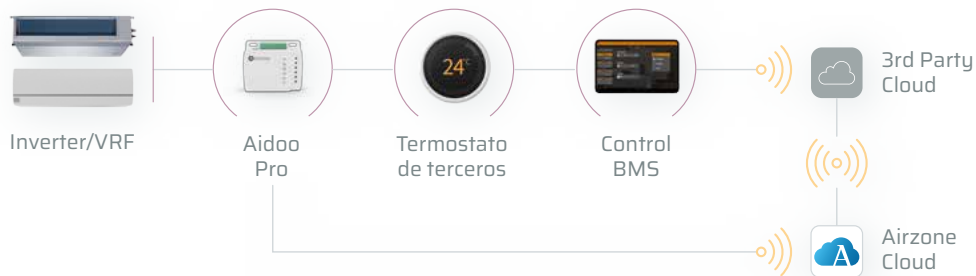 24°
3rd Party
Cloud
Inverter/VRF
Aidoo
Pro
Termostato
de terceros
Control
BMS
Airzone
Cloud